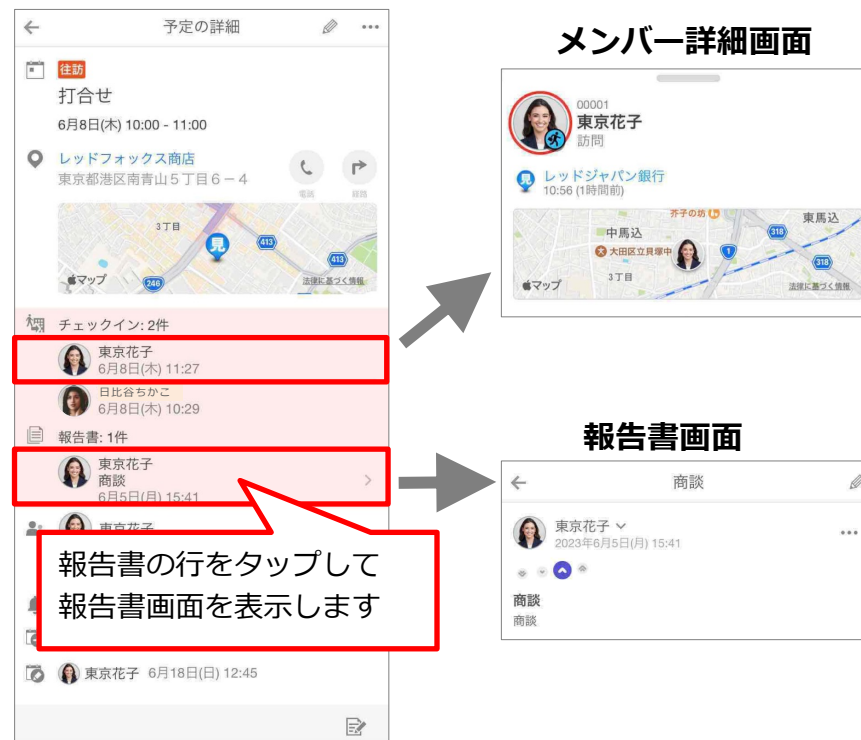 予定の詳細
往訪
打合せ
6月8日(木) 10:00 - 11:00
レッドフォックス商店
東京都港区南青山5丁目6－4
電話
経路
3丁目
見
413
413
246
マップ
法律に基づく情報
チェックイン: 2件
東京花子
6月8日(木) 11:27
日比谷ちかこ
6月8日(木) 10:29
報告書: 1件
東京花子
商談
6月5日(月) 15:41
東京花子
報告書の行をタップして
報告書画面を表示します
東京花子 6月18日(日) 12:45
メンバー詳細画面
00001
東京花子
訪問
見
レッドジャパン銀行
10:56 (1時間前)
芥子の坊
東馬込
中馬込
318
大田区立貝塚中
1
318
3丁目
マップ
法律に基づく情報
報告書画面
商談
東京花子
2023年6月5日(月) 15:41
商談
商談